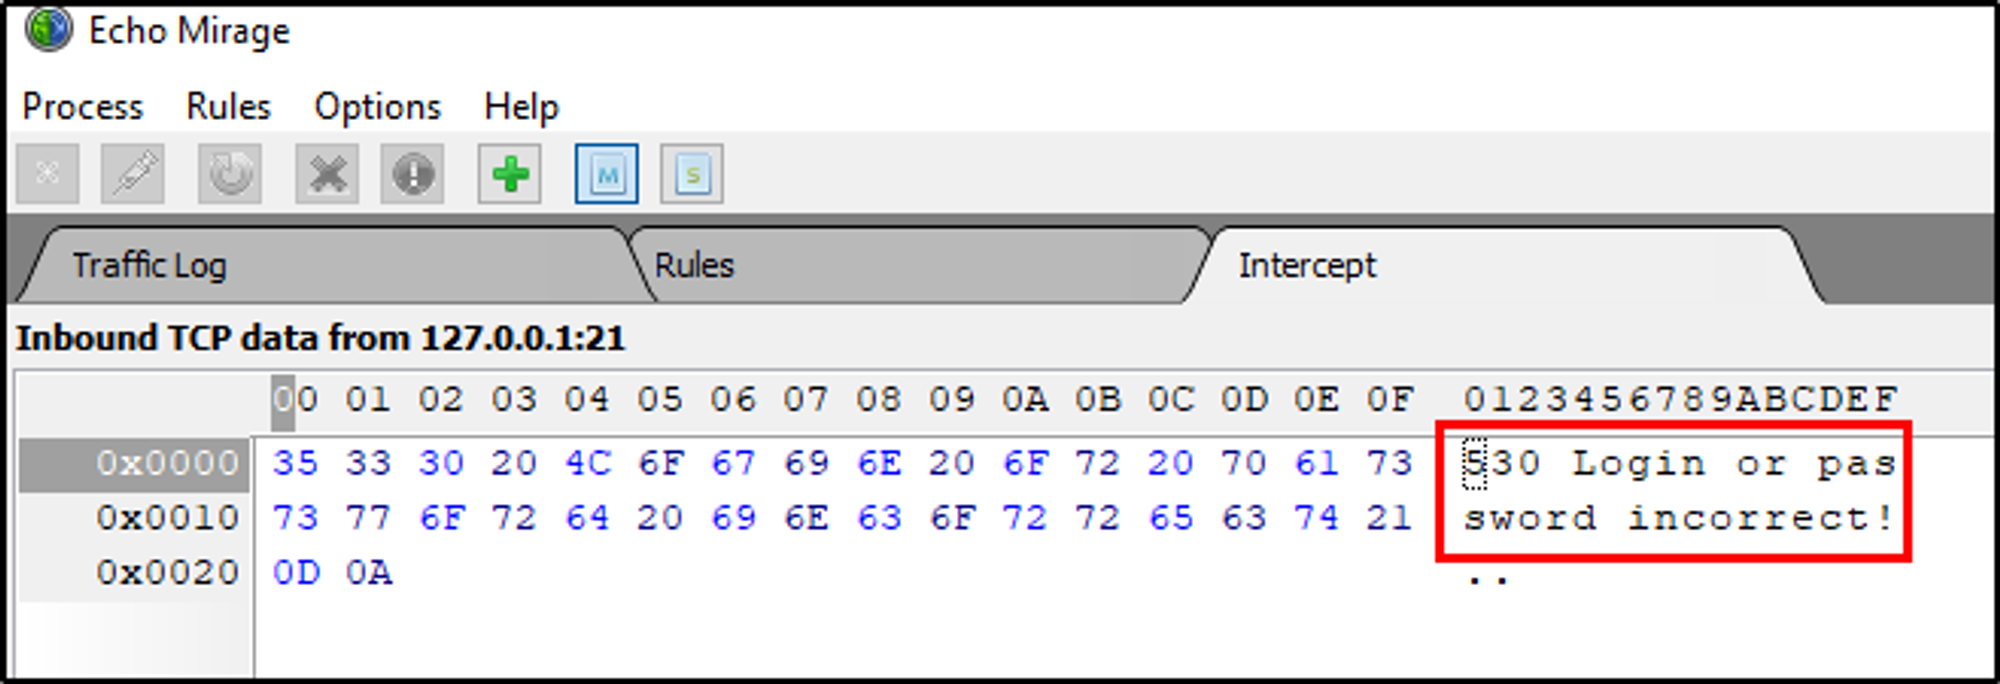 Echo Mirage
Process Rules Options Help
M S
Traffic Log Rules Intercept
Inbound TCP data from 127.0.0.1:21
00 01 02 03 04 05 06 07 08 09 0A 0B 0C 0D 0E 0F 0123456789ABCDEF
0x0000 35 33 30 20 4C 6F 67 69 6E 20 6F 72 20 70 61 73 530 Login or pas
0x0010 73 77 6F 72 64 20 69 6E 63 6F 72 72 65 63 74 21 sword incorrect!
0x0020 0D 0A ..